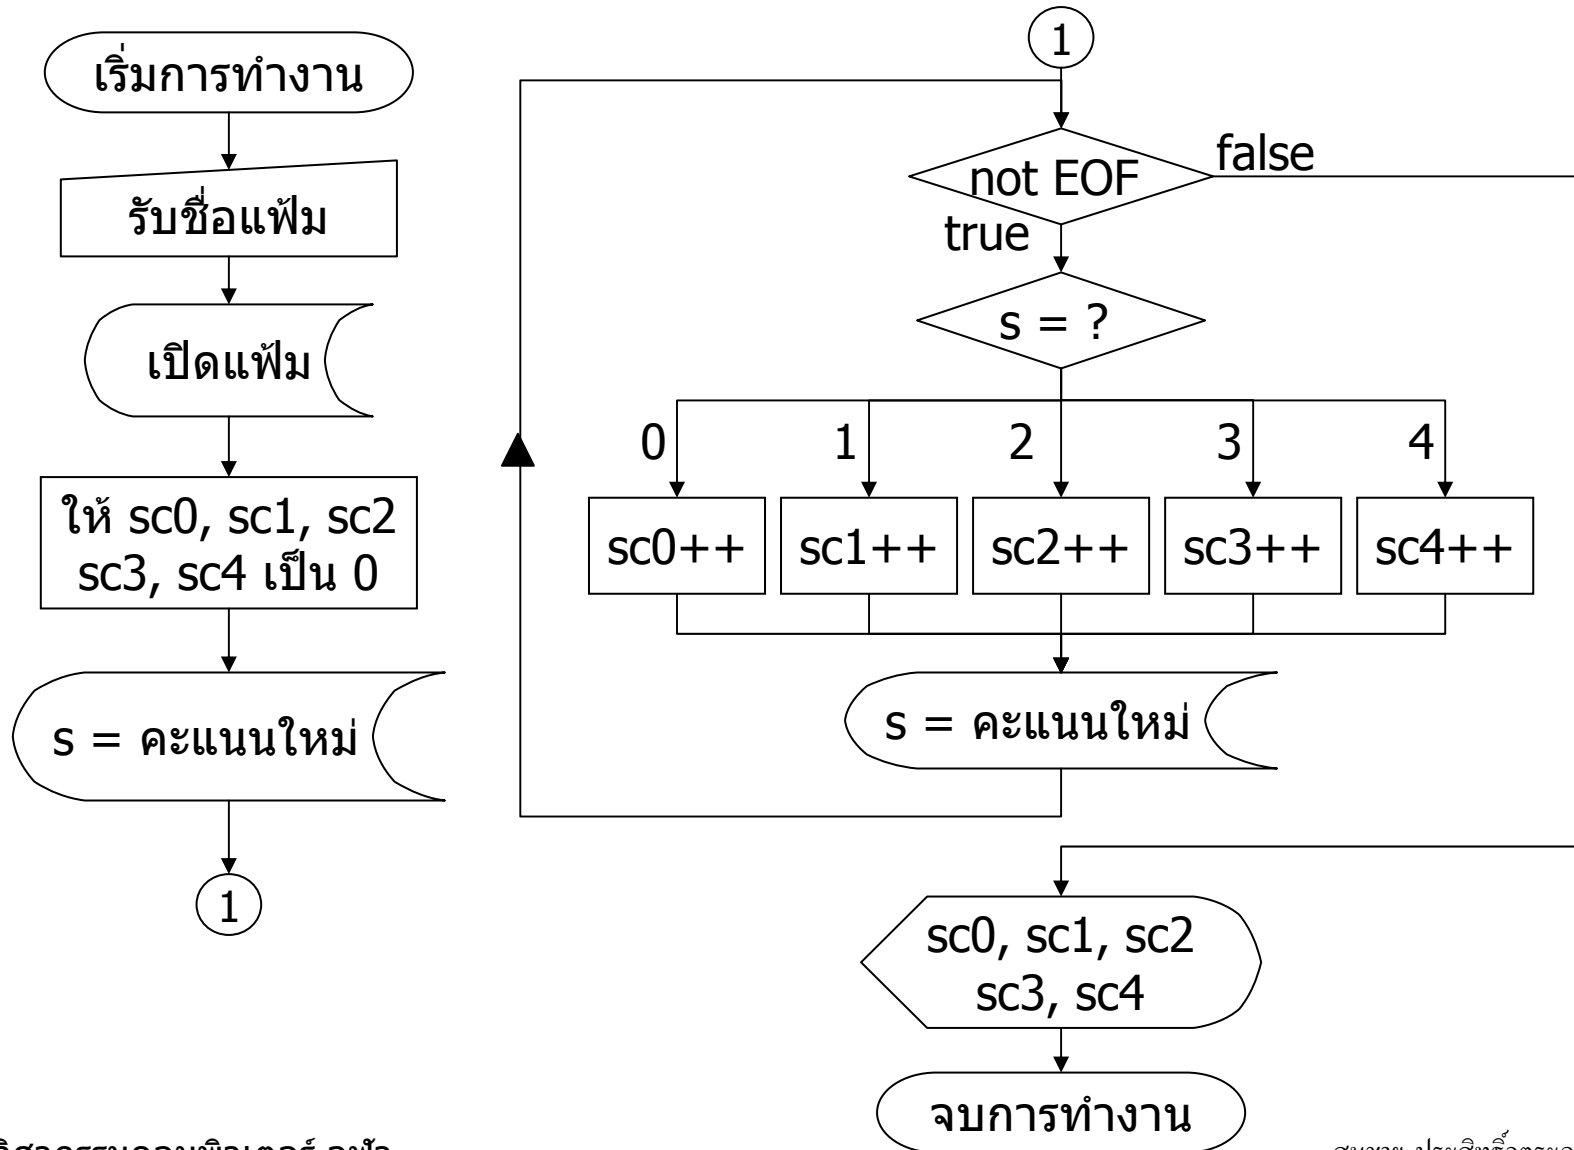 เริ่มการทำงาน
รับชื่อแฟ้ม
เปิดแฟ้ม
ให้ sc0, sc1, sc2
sc3, sc4 เป็น 0
s = คะแนนใหม่
1
1
not EOF
false
true
s = ?
0
1
2
3
4
sc0++
sc1++
sc2++
sc3++
sc4++
s = คะแนนใหม่
sc0, sc1, sc2
sc3, sc4
จบการทำงาน